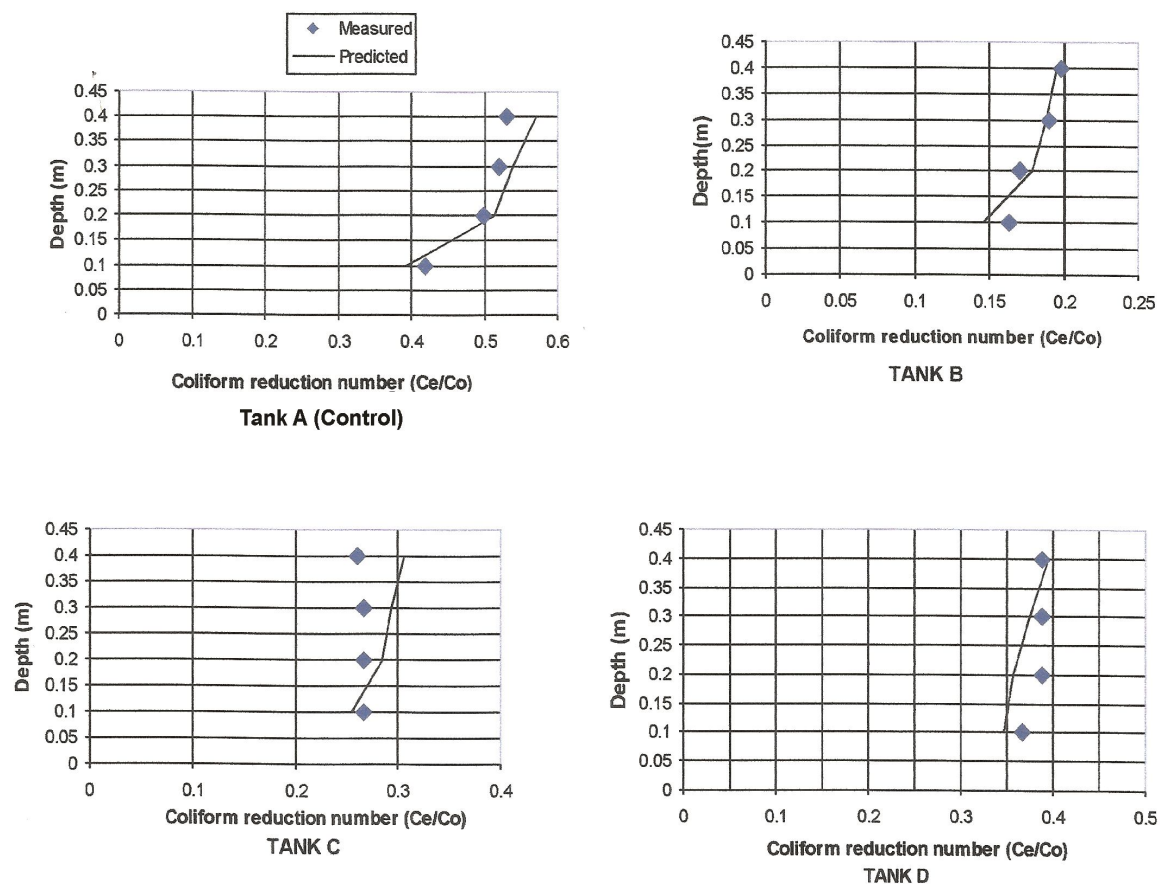 Measured
Predicted
0.45
0.4
0.35
0.3
0.25
0.2
0.15
0.1
0.05
0
Depth (m)
0 0.1 0.2 0.3 0.4 0.5 0.6
Coliform reduction number (Ce/Co)
Tank A (Control)
0.45
0.4
0.35
0.3
0.25
0.2
0.15
0.1
0.05
0
Depth(m)
0 0.05 0.1 0.15 0.2 0.25
Coliform reduction number (Ce/Co)
TANK B
0.45
0.4
0.35
0.3
0.25
0.2
0.15
0.1
0.05
0
Depth (m)
0 0.1 0.2 0.3 0.4
Coliform reduction number (Ce/Co)
TANK C
0.45
0.4
0.35
0.3
0.25
0.2
0.15
0.1
0.05
0
Depth (m)
0 0.1 0.2 0.3 0.4 0.5
Coliform reduction number (Ce/Co)
TANK D